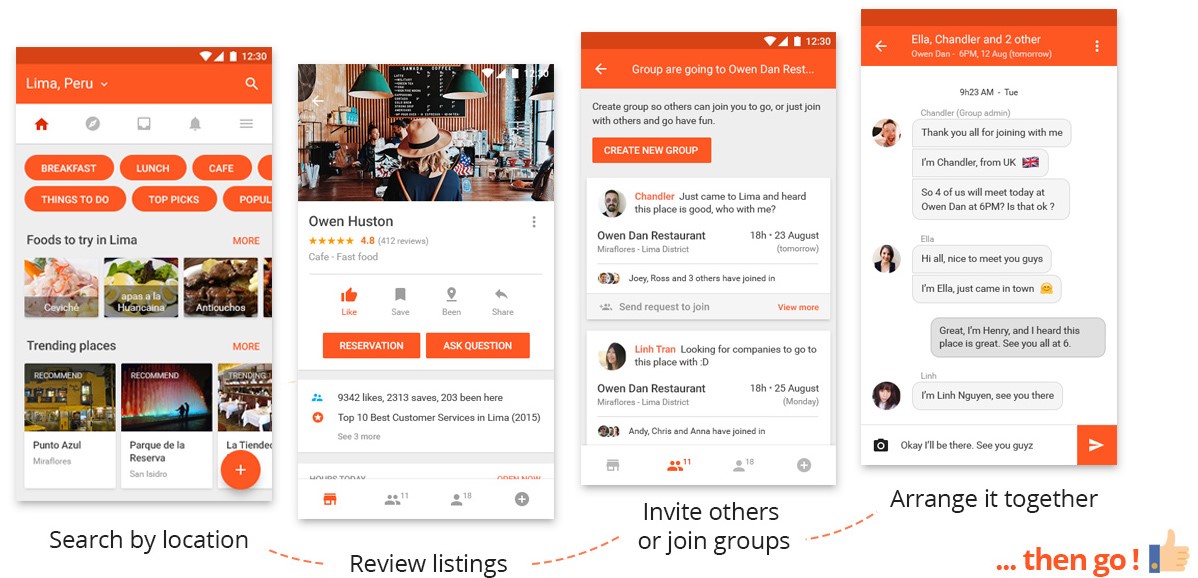 12:30
Lima, Peru
BREAKFAST
LUNCH
CAFE
THINGS TO DO
TOP PICKS
POPUL
Foods to try in Lima
MORE
Ceviché
apas a la
Huancaina
Anticuchos
Trending places
MORE
RECOMMEND
RECOMMEND
TRENDING
Punto Azul
Miraflores
Parque de la
Reserva
San Isidro
La Tiended
Search by location
12:30
SAWADA COFFEE
Owen Huston
4.8 (412 reviews)
Cafe - Fast food
Like
Save
Been
Share
RESERVATION
ASK QUESTION
9342 likes, 2313 saves, 203 been here
Top 10 Best Customer Services in Lima (2015)
See 3 more
HOURS TODAY
OPEN NOW
11
18
Review listings
12:30
Group are going to Owen Dan Rest...
Create group so others can join you to go, or just join
with others and go have fun.
CREATE NEW GROUP
Chandler Just came to Lima and heard
this place is good, who with me?
Owen Dan Restaurant
18h • 23 August
Miraflores - Lima District
(tomorrow)
Joey, Ross and 3 others have joined in
Send request to join
View more
Linh Tran Looking for companies to go to
this place with :D
Owen Dan Restaurant
18h • 25 August
Miraflores - Lima District
(Monday)
Andy, Chris and Anna have joined in
11
18
Invite others
or join groups
Ella, Chandler and 2 other
Owen Dan - 6PM, 12 Aug (tomorrow)
9h23 AM - Tue
Chandler (Group admin)
Thank you all for joining with me
I'm Chandler, from UK
So 4 of us will meet today at
Owen Dan at 6PM? Is that ok ?
Ella
Hi all, nice to meet you guys
I'm Ella, just came in town
Great, I'm Henry, and I heard this
place is great. See you all at 6.
Linh
I'm Linh Nguyen, see you there
Okay I'll be there. See you guyz
Arrange it together
... then go !